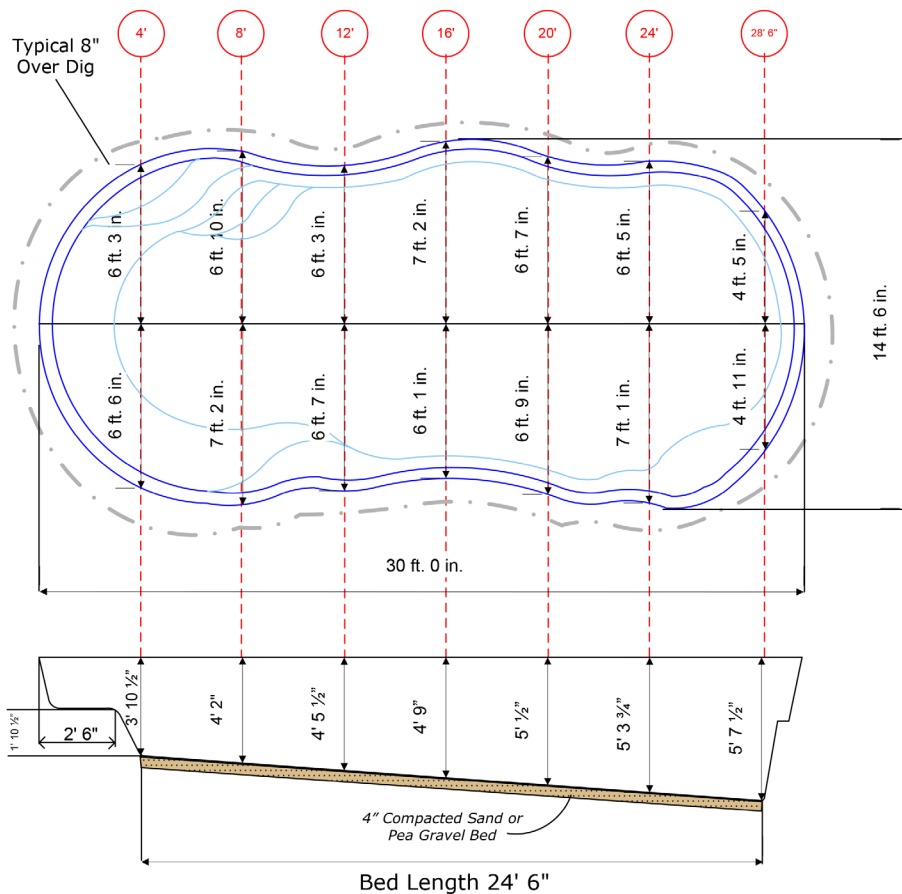 4'
8'
12'
16'
20'
24'
28' 6"
Typical 8"
Over Dig
6 ft. 3 in.
6 ft. 10 in.
6 ft. 3 in.
7 ft. 2 in.
6 ft. 7 in.
6 ft. 5 in.
4 ft. 5 in.
14 ft. 6 in.
6 ft. 6 in.
7 ft. 2 in.
6 ft. 7 in.
6 ft. 1 in.
6 ft. 9 in.
7 ft. 1 in.
4 ft. 11 in.
30 ft. 0 in.
3' 10 ½"
4' 2"
4' 5 ½"
4' 9"
5' ½"
5' 3 ¾"
5' 7 ½"
1' 10 ½"
2' 6"
4" Compacted Sand or
Pea Gravel Bed
Bed Length 24' 6"